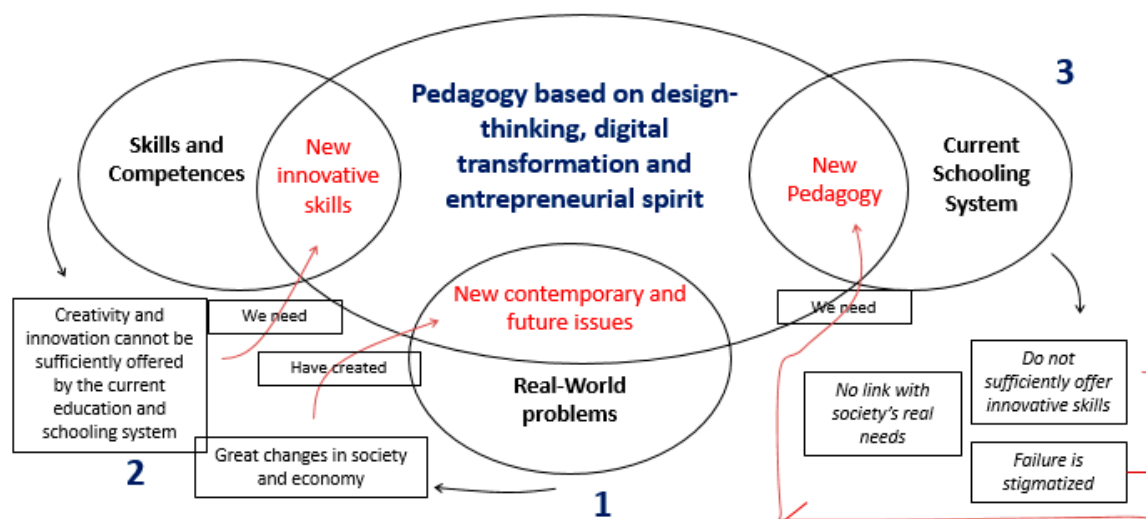 3
Pedagogy based on design-
thinking, digital
transformation and
entrepreneurial spirit
Skills and
Competences
New
innovative
skills
New
Pedagogy
Current
Schooling
System
New contemporary and
future issues
Real-World
problems
We need
Have created
We need
Creativity and
innovation cannot be
sufficiently offered
by the current
education and
schooling system
2
Great changes in society
and economy
1
No link with
society's real
needs
Do not
sufficiently offer
innovative skills
Failure is
stigmatized